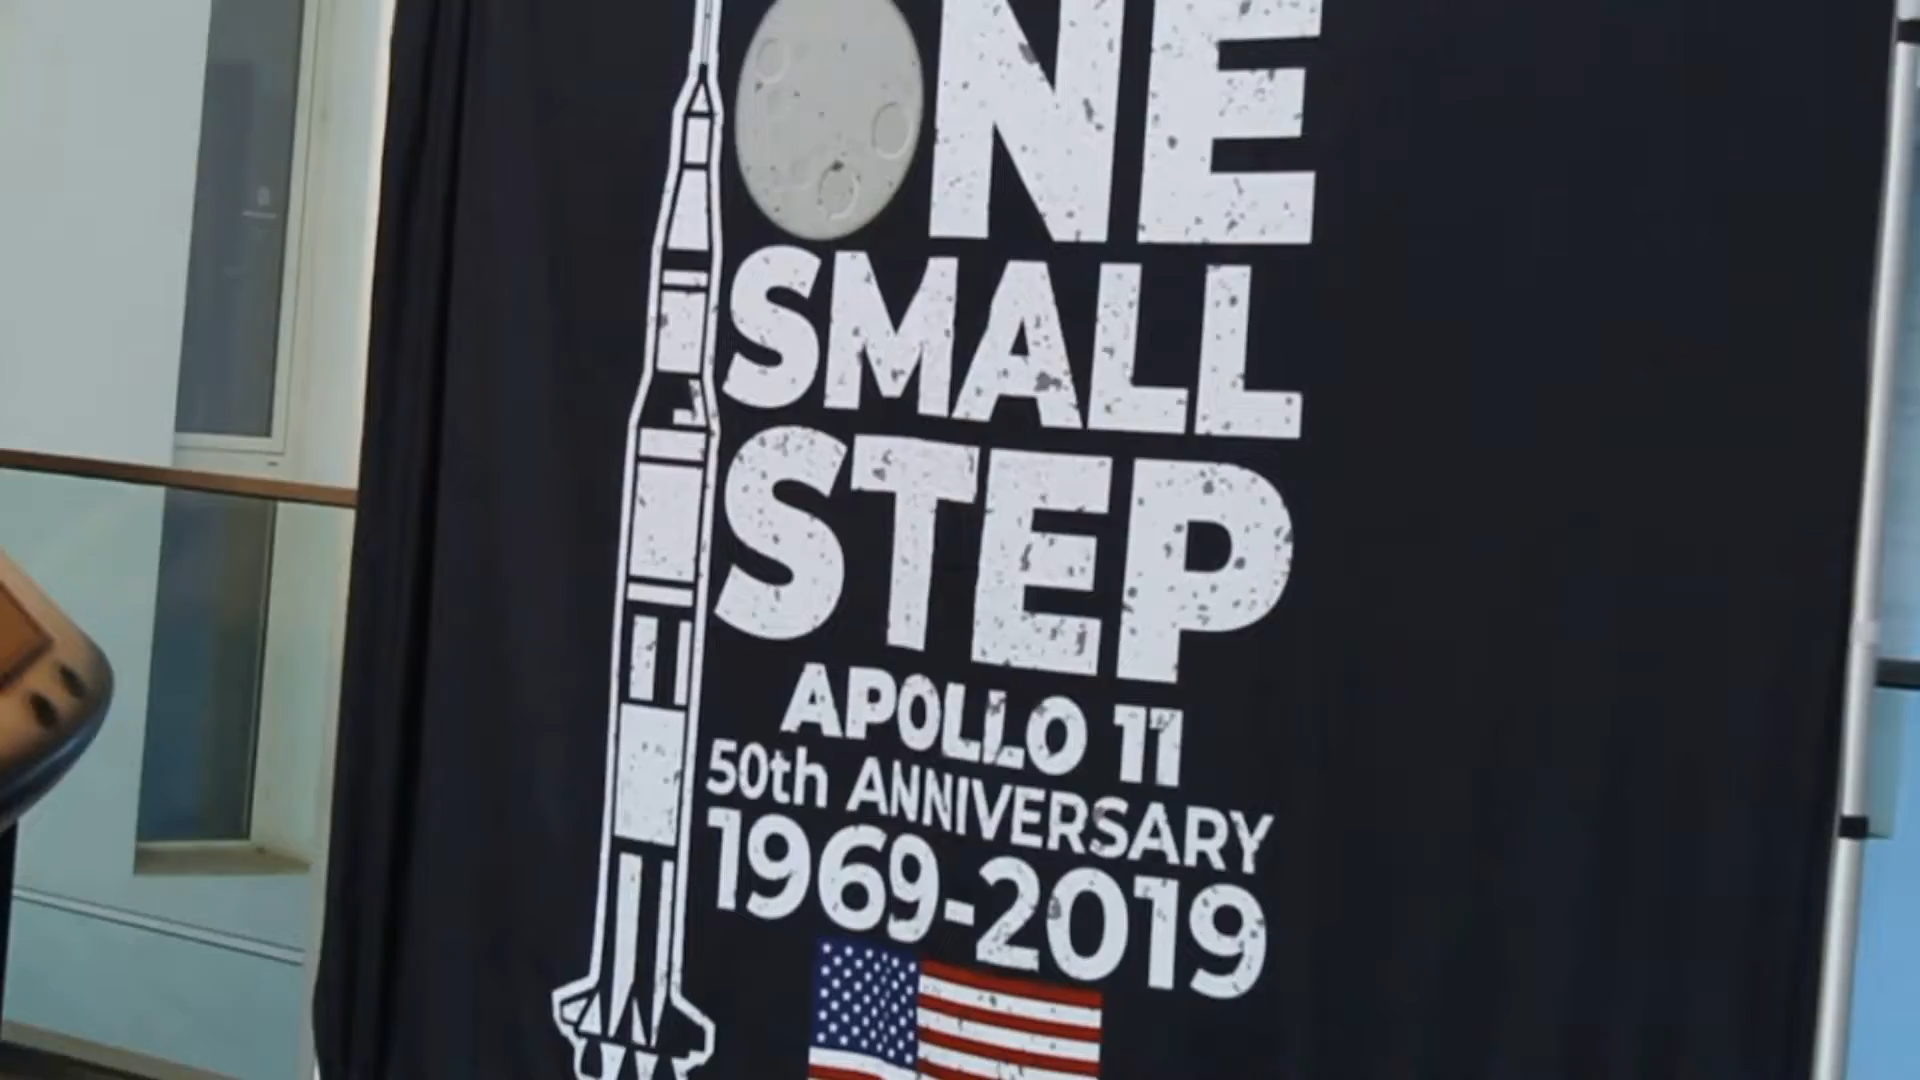 ONE
SMALL
STEP
APOLLO 11
50th ANNIVERSARY
1969-2019